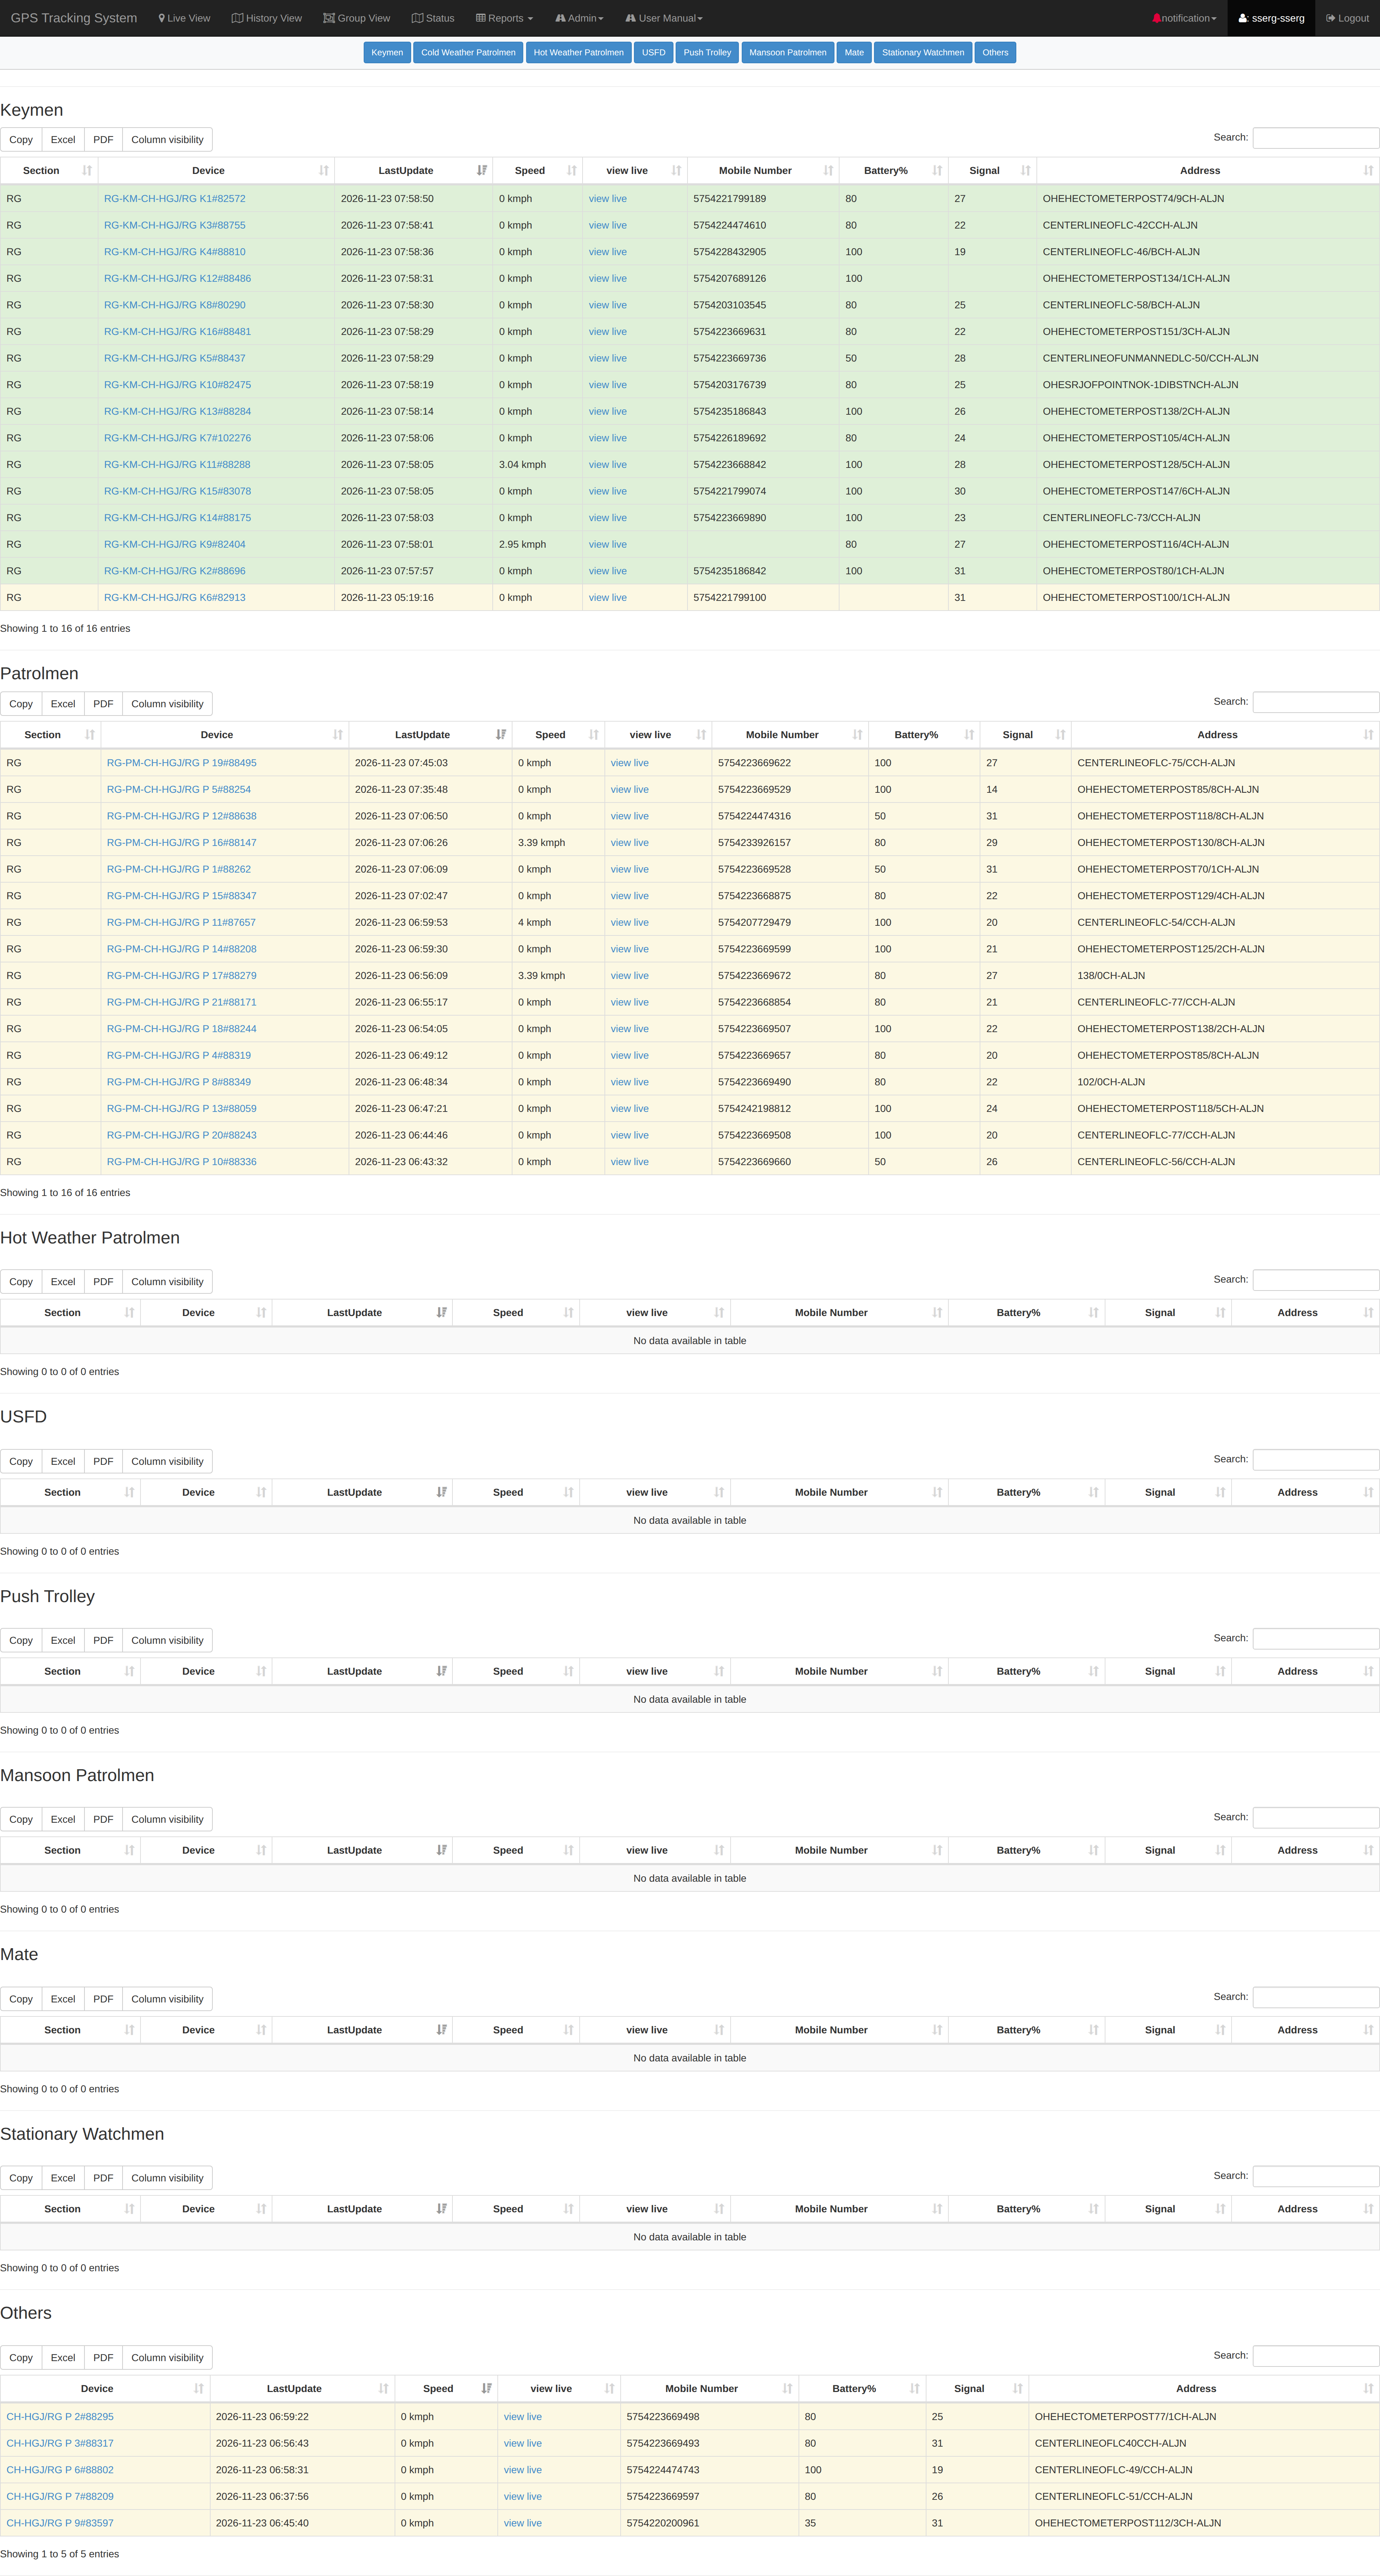 GPS Tracking System Live View History View Group View Status Reports Admin User Manual notification : sserg-sserg Logout
Keymen Cold Weather Patrolmen Hot Weather Patrolmen USFD Push Trolley Mansoon Patrolmen Mate Stationary Watchmen Others
Keymen
Copy Excel PDF Column visibility Search:
Section Device LastUpdate Speed view live Mobile Number Battery% Signal Address
RG RG-KM-CH-HGJ/RG K1#82572 2026-11-23 07:58:50 0 kmph view live 5754221799189 80 27 OHEHECTOMETERPOST74/9CH-ALJN
RG RG-KM-CH-HGJ/RG K3#88755 2026-11-23 07:58:41 0 kmph view live 5754224474610 80 22 CENTERLINEOFLC-42CCH-ALJN
RG RG-KM-CH-HGJ/RG K4#88810 2026-11-23 07:58:36 0 kmph view live 5754228432905 100 19 CENTERLINEOFLC-46/BCH-ALJN
RG RG-KM-CH-HGJ/RG K12#88486 2026-11-23 07:58:31 0 kmph view live 5754207689126 100 OHEHECTOMETERPOST134/1CH-ALJN
RG RG-KM-CH-HGJ/RG K8#80290 2026-11-23 07:58:30 0 kmph view live 5754203103545 80 25 CENTERLINEOFLC-58/BCH-ALJN
RG RG-KM-CH-HGJ/RG K16#88481 2026-11-23 07:58:29 0 kmph view live 5754223669631 80 22 OHEHECTOMETERPOST151/3CH-ALJN
RG RG-KM-CH-HGJ/RG K5#88437 2026-11-23 07:58:29 0 kmph view live 5754223669736 50 28 CENTERLINEOFUNMANNEDLC-50/CCH-ALJN
RG RG-KM-CH-HGJ/RG K10#82475 2026-11-23 07:58:19 0 kmph view live 5754203176739 80 25 OHESRJOFPOINTNOK-1DIBSTNCH-ALJN
RG RG-KM-CH-HGJ/RG K13#88284 2026-11-23 07:58:14 0 kmph view live 5754235186843 100 26 OHEHECTOMETERPOST138/2CH-ALJN
RG RG-KM-CH-HGJ/RG K7#102276 2026-11-23 07:58:06 0 kmph view live 5754226189692 80 24 OHEHECTOMETERPOST105/4CH-ALJN
RG RG-KM-CH-HGJ/RG K11#88288 2026-11-23 07:58:05 3.04 kmph view live 5754223668842 100 28 OHEHECTOMETERPOST128/5CH-ALJN
RG RG-KM-CH-HGJ/RG K15#83078 2026-11-23 07:58:05 0 kmph view live 5754221799074 100 30 OHEHECTOMETERPOST147/6CH-ALJN
RG RG-KM-CH-HGJ/RG K14#88175 2026-11-23 07:58:03 0 kmph view live 5754223669890 100 23 CENTERLINEOFLC-73/CCH-ALJN
RG RG-KM-CH-HGJ/RG K9#82404 2026-11-23 07:58:01 2.95 kmph view live 80 27 OHEHECTOMETERPOST116/4CH-ALJN
RG RG-KM-CH-HGJ/RG K2#88696 2026-11-23 07:57:57 0 kmph view live 5754235186842 100 31 OHEHECTOMETERPOST80/1CH-ALJN
RG RG-KM-CH-HGJ/RG K6#82913 2026-11-23 05:19:16 0 kmph view live 5754221799100 31 OHEHECTOMETERPOST100/1CH-ALJN
Showing 1 to 16 of 16 entries
Patrolmen
Copy Excel PDF Column visibility Search:
Section Device LastUpdate Speed view live Mobile Number Battery% Signal Address
RG RG-PM-CH-HGJ/RG P 19#88495 2026-11-23 07:45:03 0 kmph view live 5754223669622 100 27 CENTERLINEOFLC-75/CCH-ALJN
RG RG-PM-CH-HGJ/RG P 5#88254 2026-11-23 07:35:48 0 kmph view live 5754223669529 100 14 OHEHECTOMETERPOST85/8CH-ALJN
RG RG-PM-CH-HGJ/RG P 12#88638 2026-11-23 07:06:50 0 kmph view live 5754224474316 50 31 OHEHECTOMETERPOST118/8CH-ALJN
RG RG-PM-CH-HGJ/RG P 16#88147 2026-11-23 07:06:26 3.39 kmph view live 5754233926157 80 29 OHEHECTOMETERPOST130/8CH-ALJN
RG RG-PM-CH-HGJ/RG P 1#88262 2026-11-23 07:06:09 0 kmph view live 5754223669528 50 31 OHEHECTOMETERPOST70/1CH-ALJN
RG RG-PM-CH-HGJ/RG P 15#88347 2026-11-23 07:02:47 0 kmph view live 5754223668875 80 22 OHEHECTOMETERPOST129/4CH-ALJN
RG RG-PM-CH-HGJ/RG P 11#87657 2026-11-23 06:59:53 4 kmph view live 5754207729479 100 20 CENTERLINEOFLC-54/CCH-ALJN
RG RG-PM-CH-HGJ/RG P 14#88208 2026-11-23 06:59:30 0 kmph view live 5754223669599 100 21 OHEHECTOMETERPOST125/2CH-ALJN
RG RG-PM-CH-HGJ/RG P 17#88279 2026-11-23 06:56:09 3.39 kmph view live 5754223669672 80 27 138/0CH-ALJN
RG RG-PM-CH-HGJ/RG P 21#88171 2026-11-23 06:55:17 0 kmph view live 5754223668854 80 21 CENTERLINEOFLC-77/CCH-ALJN
RG RG-PM-CH-HGJ/RG P 18#88244 2026-11-23 06:54:05 0 kmph view live 5754223669507 100 22 OHEHECTOMETERPOST138/2CH-ALJN
RG RG-PM-CH-HGJ/RG P 4#88319 2026-11-23 06:49:12 0 kmph view live 5754223669657 80 20 OHEHECTOMETERPOST85/8CH-ALJN
RG RG-PM-CH-HGJ/RG P 8#88349 2026-11-23 06:48:34 0 kmph view live 5754223669490 80 22 102/0CH-ALJN
RG RG-PM-CH-HGJ/RG P 13#88059 2026-11-23 06:47:21 0 kmph view live 5754242198812 100 24 OHEHECTOMETERPOST118/5CH-ALJN
RG RG-PM-CH-HGJ/RG P 20#88243 2026-11-23 06:44:46 0 kmph view live 5754223669508 100 20 CENTERLINEOFLC-77/CCH-ALJN
RG RG-PM-CH-HGJ/RG P 10#88336 2026-11-23 06:43:32 0 kmph view live 5754223669660 50 26 CENTERLINEOFLC-56/CCH-ALJN
Showing 1 to 16 of 16 entries
Hot Weather Patrolmen
Copy Excel PDF Column visibility Search:
Section Device LastUpdate Speed view live Mobile Number Battery% Signal Address
No data available in table
Showing 0 to 0 of 0 entries
USFD
Copy Excel PDF Column visibility Search:
Section Device LastUpdate Speed view live Mobile Number Battery% Signal Address
No data available in table
Showing 0 to 0 of 0 entries
Push Trolley
Copy Excel PDF Column visibility Search:
Section Device LastUpdate Speed view live Mobile Number Battery% Signal Address
No data available in table
Showing 0 to 0 of 0 entries
Mansoon Patrolmen
Copy Excel PDF Column visibility Search:
Section Device LastUpdate Speed view live Mobile Number Battery% Signal Address
No data available in table
Showing 0 to 0 of 0 entries
Mate
Copy Excel PDF Column visibility Search:
Section Device LastUpdate Speed view live Mobile Number Battery% Signal Address
No data available in table
Showing 0 to 0 of 0 entries
Stationary Watchmen
Copy Excel PDF Column visibility Search:
Section Device LastUpdate Speed view live Mobile Number Battery% Signal Address
No data available in table
Showing 0 to 0 of 0 entries
Others
Copy Excel PDF Column visibility Search:
Device LastUpdate Speed view live Mobile Number Battery% Signal Address
CH-HGJ/RG P 2#88295 2026-11-23 06:59:22 0 kmph view live 5754223669498 80 25 OHEHECTOMETERPOST77/1CH-ALJN
CH-HGJ/RG P 3#88317 2026-11-23 06:56:43 0 kmph view live 5754223669493 80 31 CENTERLINEOFLC40CCH-ALJN
CH-HGJ/RG P 6#88802 2026-11-23 06:58:31 0 kmph view live 5754224474743 100 19 CENTERLINEOFLC-49/CCH-ALJN
CH-HGJ/RG P 7#88209 2026-11-23 06:37:56 0 kmph view live 5754223669597 80 26 CENTERLINEOFLC-51/CCH-ALJN
CH-HGJ/RG P 9#83597 2026-11-23 06:45:40 0 kmph view live 5754220200961 35 31 OHEHECTOMETERPOST112/3CH-ALJN
Showing 1 to 5 of 5 entries